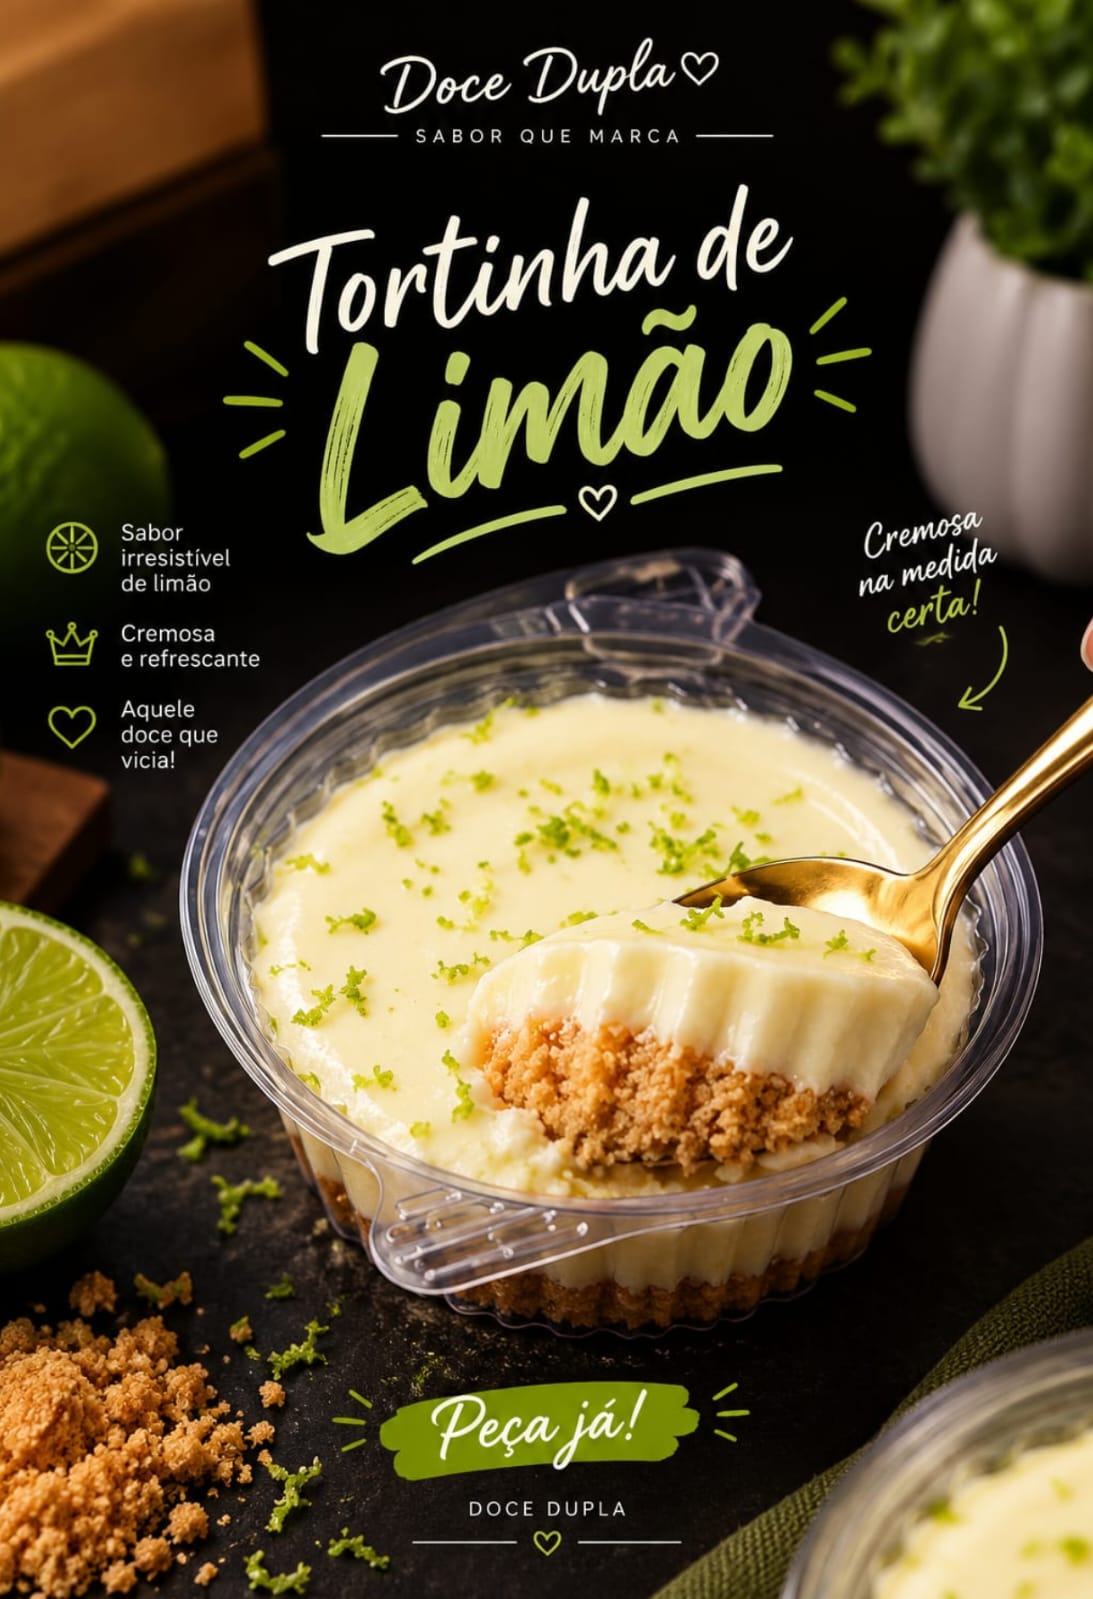 Doce Dupla
SABOR QUE MARCA
Tortinha de
Limão
Sabor
irresistível
de limão
Cremosa
e refrescante
Aquele
doce que
vicia!
Cremosa
na medida
certa!
Peça já!
DOCE DUPLA